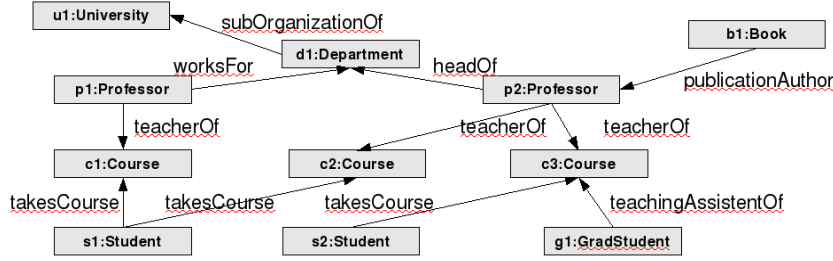 u1:University
subOrganizationOf
b1:Book
d1:Department
worksFor
headOf
p1:Professor
p2:Professor
publicationAuthor
teacherOf
teacherOf
teacherOf
c1:Course
c2:Course
c3:Course
takesCourse
takesCourse
takesCourse
teachingAssistentOf
s1:Student
s2:Student
g1:GradStudent